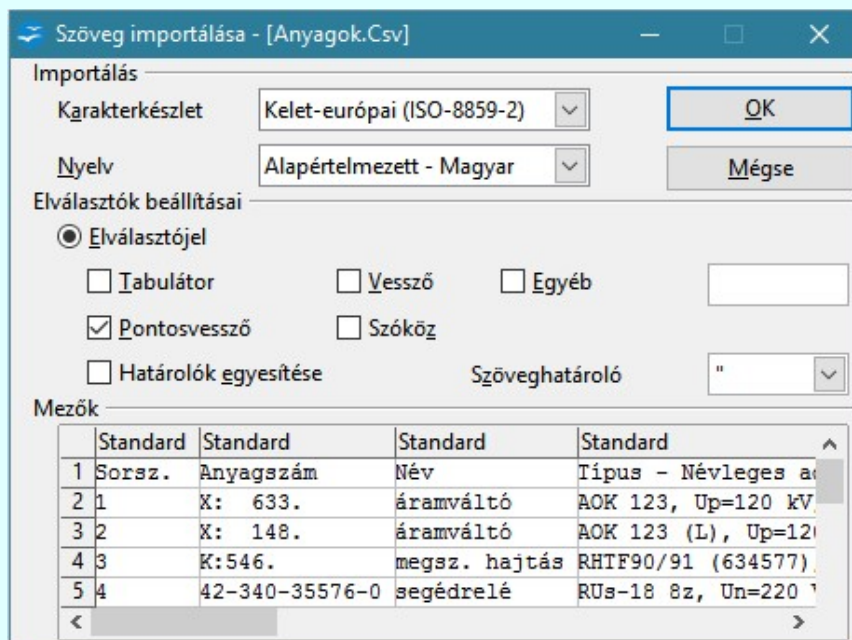 Szöveg importálása - [Anyagok.Csv]
Importálás
Karakterkészlet Kelet-európai (ISO-8859-2) OK
Nyelv Alapértelmezett - Magyar Mégse
Elválasztók beállításai
Elválasztójel
Tabulátor Vessző Egyéb
Pontosvessző Szóköz
Határolók egyesítése Szöveghatároló "
Mezők
Standard Standard Standard Standard
1 Sorsz. Anyagszám Név Típus - Névleges
2 1 X: 633. áramváltó AOK 123, Up=120 kV,
3 2 X: 148. áramváltó AOK 123 (L), Up=12
4 3 K:546. megsz. hajtás RHTF90/91 (634577)
5 4 42-340-35576-0 segédrelé RUs-18 8z, Un=220